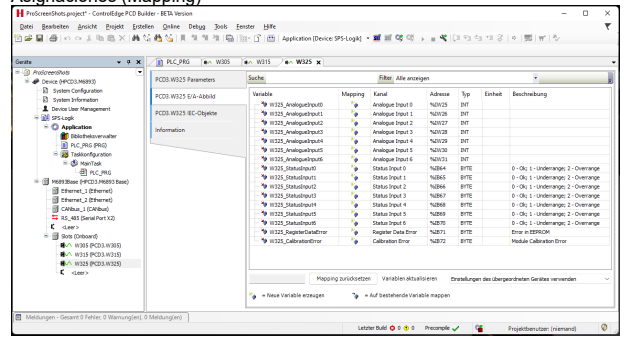 Asignaciones (Mapping)
ProScreenShots.project* - ControlEdge PCD Builder - BETA Version
Datei Bearbeiten Ansicht Projekt Erstellen Online Debug Tools Fenster Hilfe
Application [Device: SPS-Logik]
Geräte
PLC_PRG W305 W315 W325
ProScreenShots
Device (HPCD3.M6893)
System Configuration
System Information
Device User Management
SPS-Logik
Application
Bibliotheksverwalter
PLC_PRG (PRG)
Taskkonfiguration
MainTask
PLC_PRG
M6893Base (HPCD3.M6893 Base)
Ethernet_1 (Ethernet)
Ethernet_2 (Ethernet)
CANbus_1 (CANbus)
RS_485 (Serial Port X2)
<Leer>
Slots (Onboard)
W305 (PCD3.W305)
W315 (PCD3.W315)
W325 (PCD3.W325)
<Leer>
PCD3.W325 Parameters
PCD3.W325 E/A-Abbild
PCD3.W325 IEC-Objekte
Information
Suche Filter Alle anzeigen
Variable Mapping Kanal Adresse Typ Einheit Beschreibung
W325_AnalogueInput0 Analogue Input 0 %IW25 INT
W325_AnalogueInput1 Analogue Input 1 %IW26 INT
W325_AnalogueInput2 Analogue Input 2 %IW27 INT
W325_AnalogueInput3 Analogue Input 3 %IW28 INT
W325_AnalogueInput4 Analogue Input 4 %IW29 INT
W325_AnalogueInput5 Analogue Input 5 %IW30 INT
W325_AnalogueInput6 Analogue Input 6 %IW31 INT
W325_StatusInput0 Status Input 0 %IB64 BYTE 0 - Ok; 1 - Underrange; 2 - Overrange
W325_StatusInput1 Status Input 1 %IB65 BYTE 0 - Ok; 1 - Underrange; 2 - Overrange
W325_StatusInput2 Status Input 2 %IB66 BYTE 0 - Ok; 1 - Underrange; 2 - Overrange
W325_StatusInput3 Status Input 3 %IB67 BYTE 0 - Ok; 1 - Underrange; 2 - Overrange
W325_StatusInput4 Status Input 4 %IB68 BYTE 0 - Ok; 1 - Underrange; 2 - Overrange
W325_StatusInput5 Status Input 5 %IB69 BYTE 0 - Ok; 1 - Underrange; 2 - Overrange
W325_StatusInput6 Status Input 6 %IB70 BYTE 0 - Ok; 1 - Underrange; 2 - Overrange
W325_RegisterDataError Register Data Error %IB71 BYTE Error in EEPROM
W325_CalibrationError Calibration Error %IB72 BYTE Module Calibration Error
Mapping zurücksetzen Variablen aktualisieren Einstellungen des übergeordneten Gerätes verwenden
= Neue Variable erzeugen = Auf bestehende Variable mappen
Meldungen - Gesamt 0 Fehler, 0 Warnung(en), 0 Meldung(en)
Letzter Build 0 0 Precompile Projektbenutzer: (niemand)